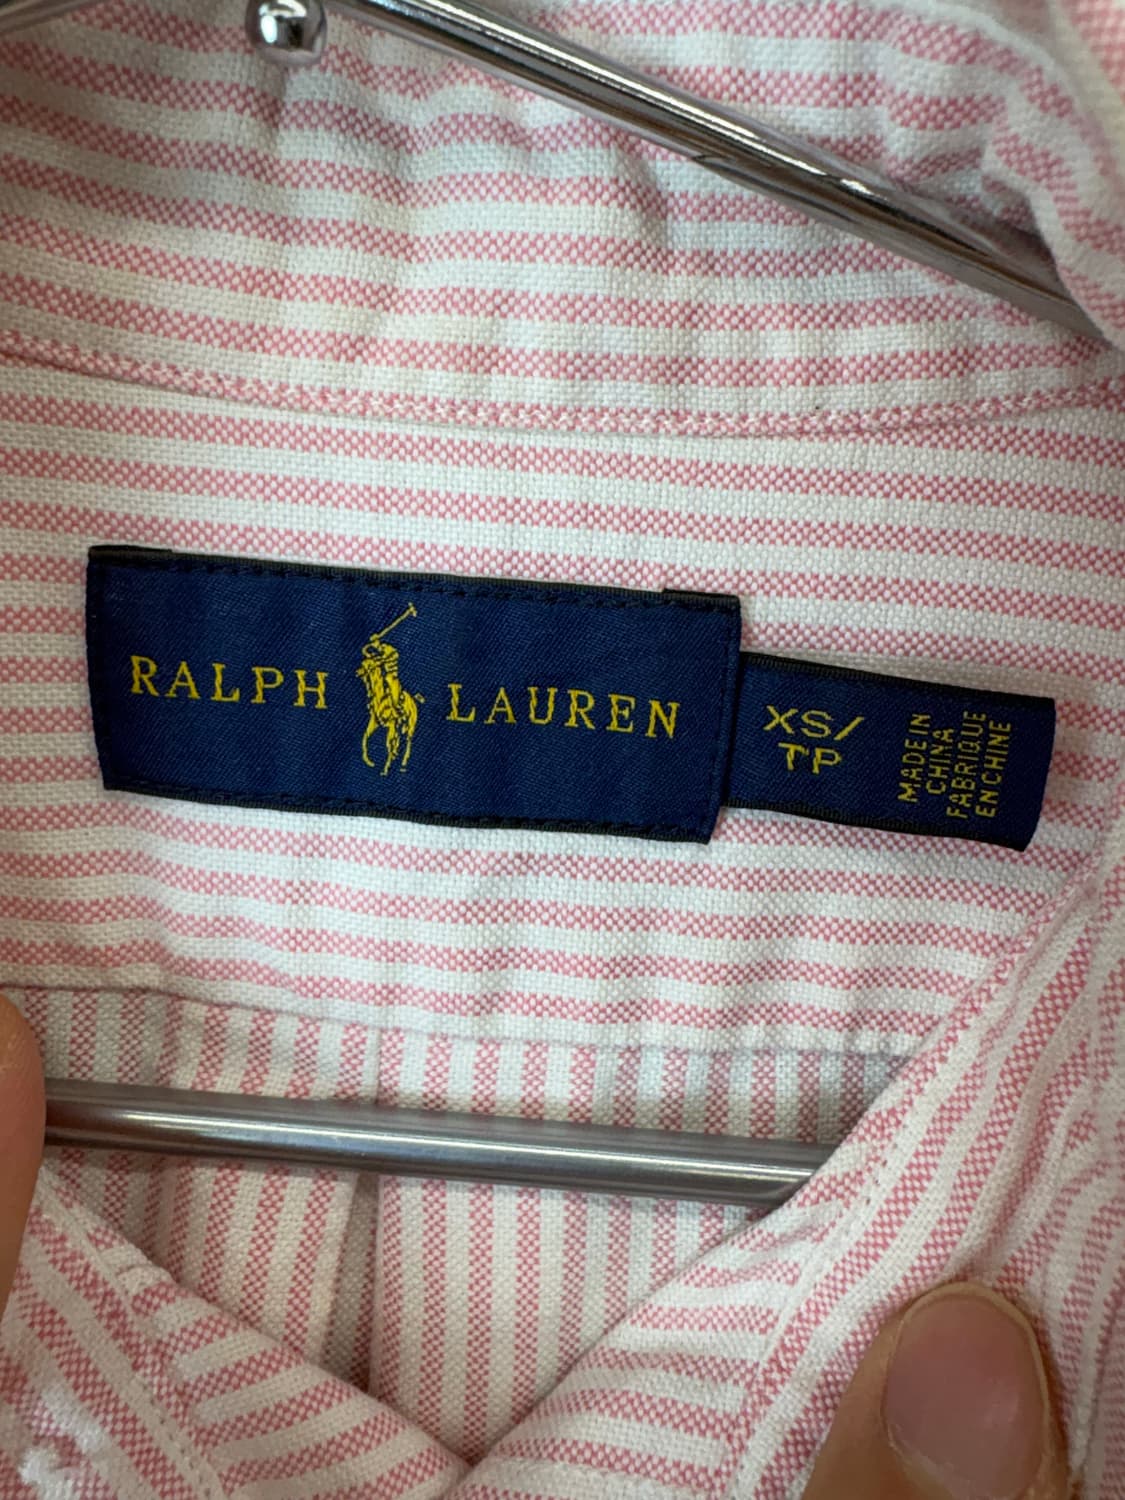 RALPH LAUREN
XS/
TP
MADE IN
CHINA
FABRIQUE
EN CHINE